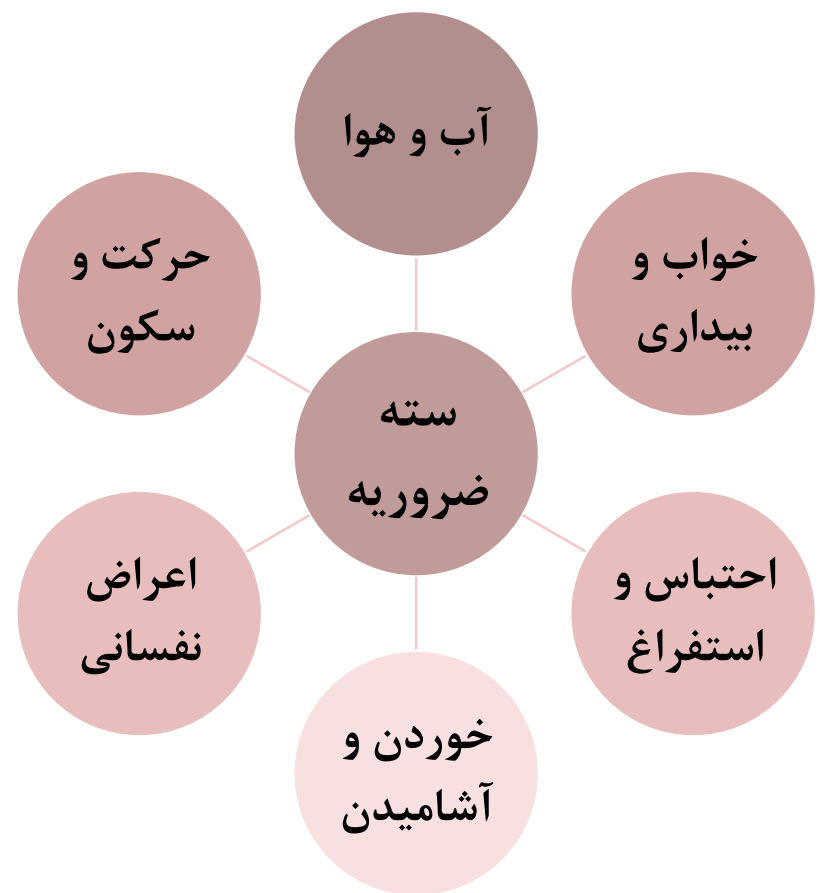 آب و هوا
خواب و
بیداری
احتباس و
استفراغ
خوردن و
آشامیدن
اعراض
نفسانی
حرکت و
سکون
سته
ضروریه